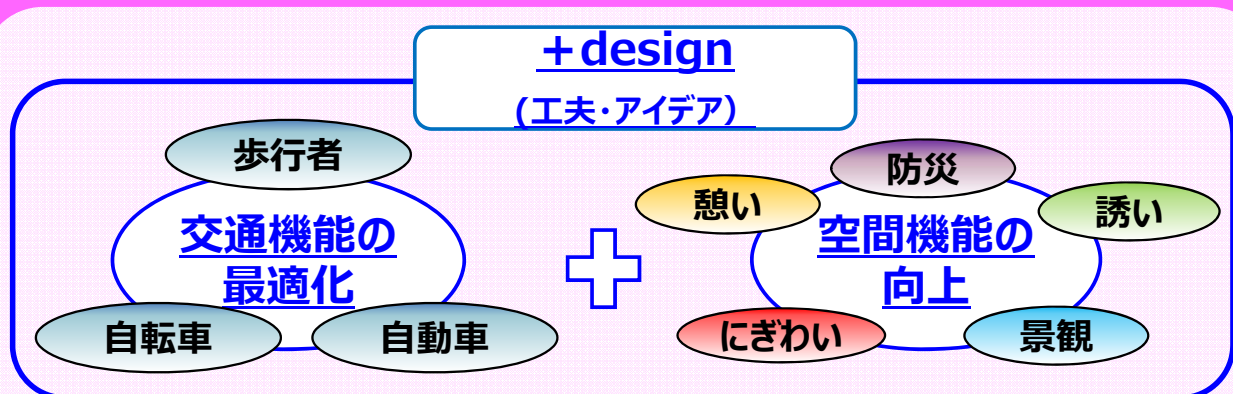 ＋design
(工夫・アイデア）
歩行者
交通機能の
最適化
自転車
自動車
防災
憩い
誘い
空間機能の
向上
にぎわい
景観